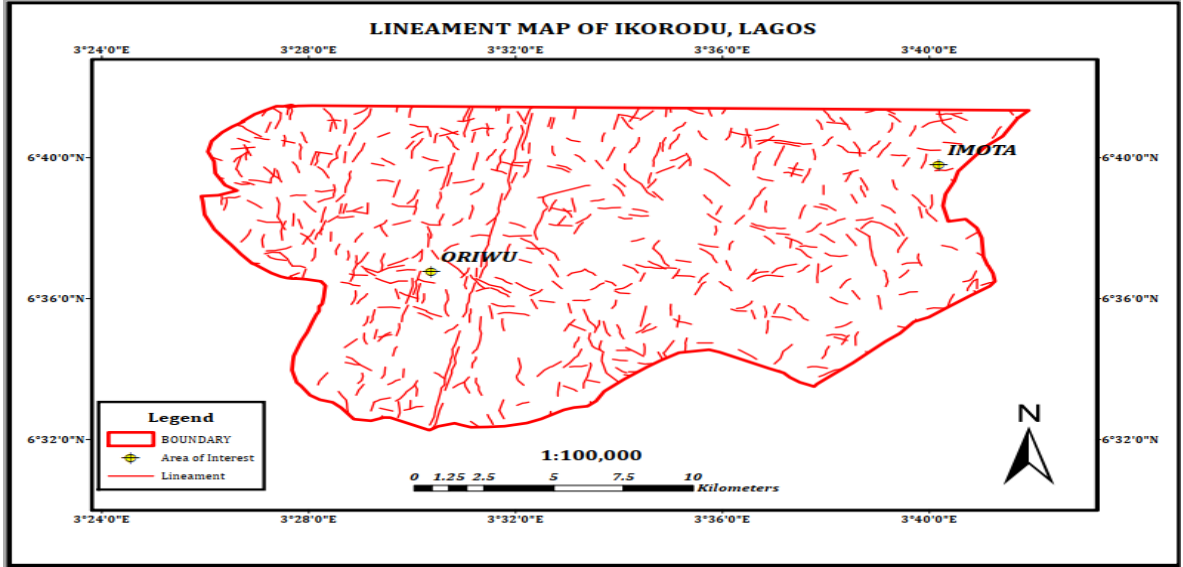 LINEAMENT MAP OF IKORODU, LAGOS
3°24'0"E 3°28'0"E 3°32'0"E 3°36'0"E 3°40'0"E
6°40'0"N IMOTA 6°40'0"N
ORIWU
6°36'0"N 6°36'0"N
Legend
BOUNDARY
Area of Interest
Lineament
N
6°32'0"N 6°32'0"N
1:100,000
0 1.25 2.5 5 7.5 10
Kilometers
3°24'0"E 3°28'0"E 3°32'0"E 3°36'0"E 3°40'0"E